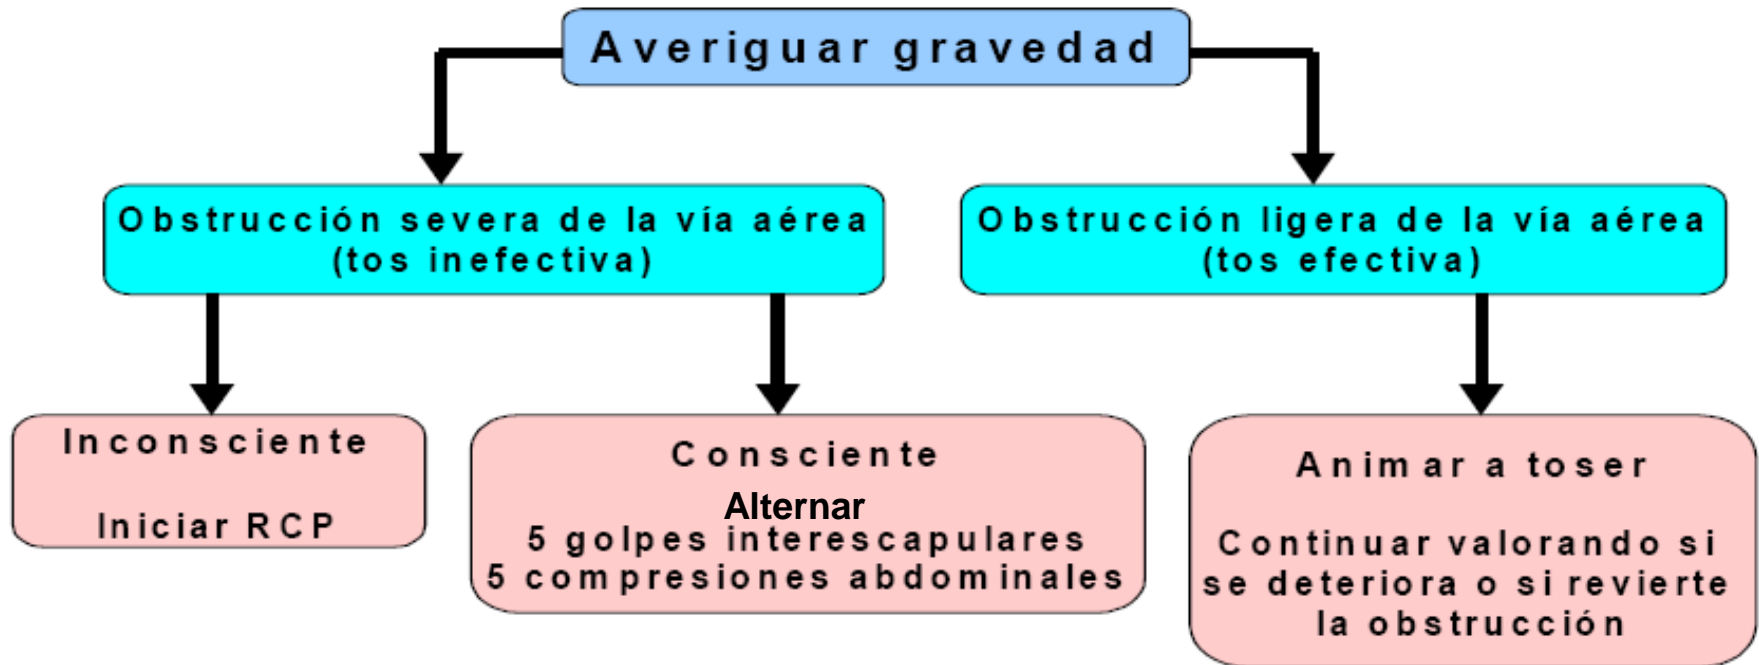 Averiguar gravedad
Obstrucción severa de la vía aérea
(tos inefectiva)
Obstrucción ligera de la vía aérea
(tos efectiva)
Inconsciente
Iniciar RCP
Consciente
Alternar
5 golpes interescapulares
5 compresiones abdominales
Animar a toser
Continuar valorando si
se deteriora o si revierte
la obstrucción